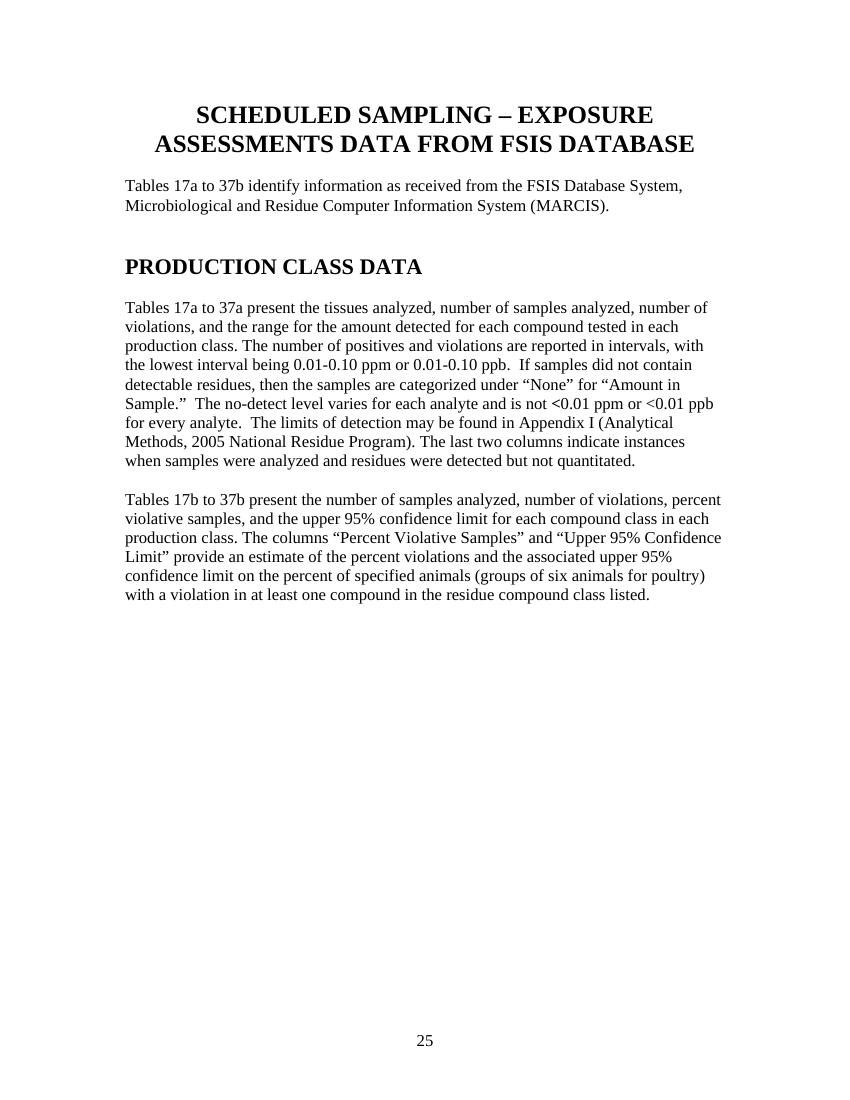 SCHEDULED SAMPLING – EXPOSURE
ASSESSMENTS DATA FROM FSIS DATABASE
Tables 17a to 37b identify information as received from the FSIS Database System,
Microbiological and Residue Computer Information System (MARCIS).
PRODUCTION CLASS DATA
Tables 17a to 37a present the tissues analyzed, number of samples analyzed, number of
violations, and the range for the amount detected for each compound tested in each
production class. The number of positives and violations are reported in intervals, with
the lowest interval being 0.01-0.10 ppm or 0.01-0.10 ppb.  If samples did not contain
detectable residues, then the samples are categorized under “None” for “Amount in
Sample.”  The no-detect level varies for each analyte and is not <0.01 ppm or <0.01 ppb
for every analyte.  The limits of detection may be found in Appendix I (Analytical
Methods, 2005 National Residue Program). The last two columns indicate instances
when samples were analyzed and residues were detected but not quantitated.
Tables 17b to 37b present the number of samples analyzed, number of violations, percent
violative samples, and the upper 95% confidence limit for each compound class in each
production class. The columns “Percent Violative Samples” and “Upper 95% Confidence
Limit” provide an estimate of the percent violations and the associated upper 95%
confidence limit on the percent of specified animals (groups of six animals for poultry)
with a violation in at least one compound in the residue compound class listed.
25